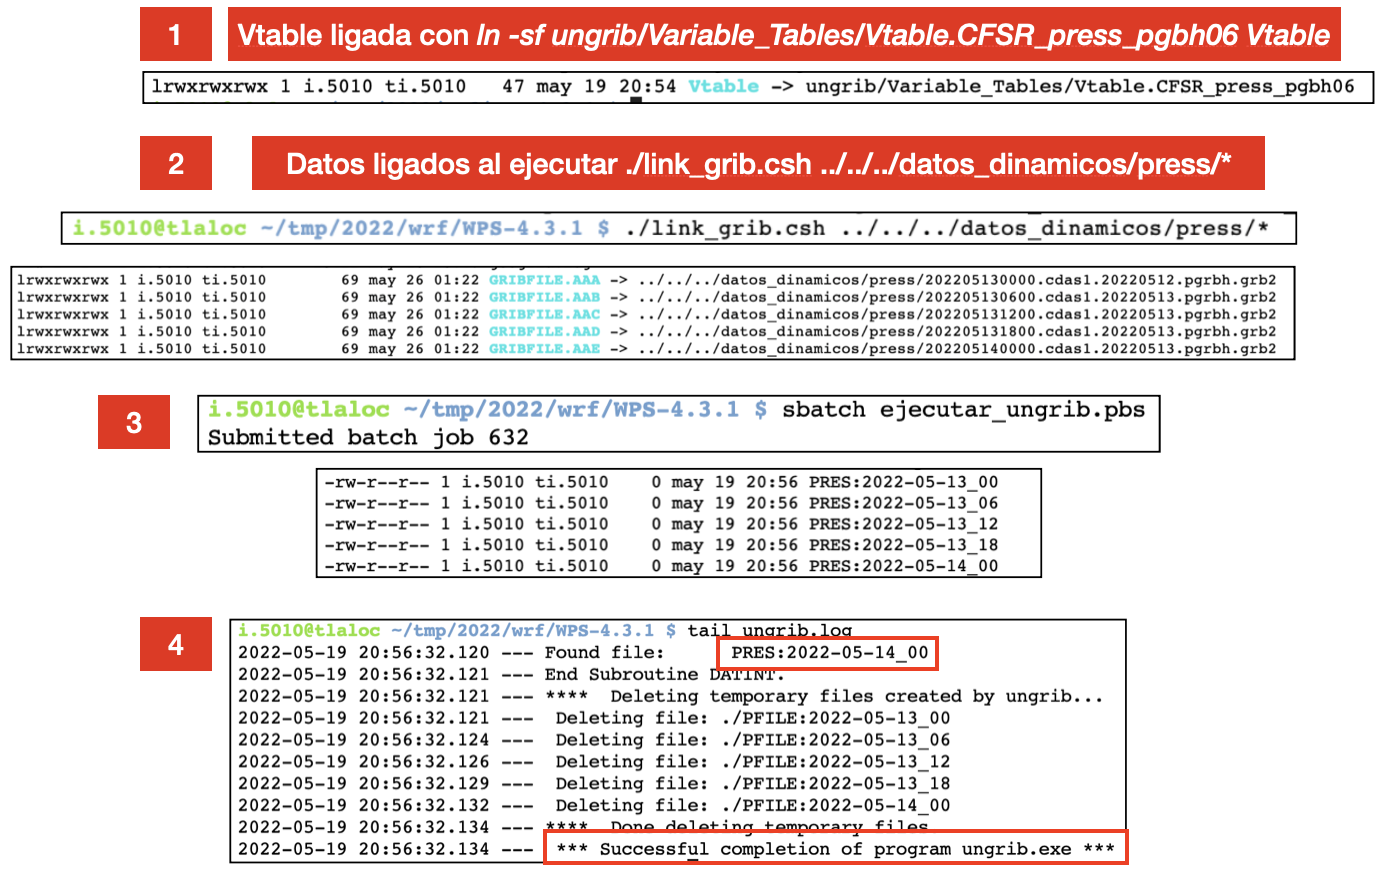 1
Vtable ligada con ln -sf ungrib/Variable_Tables/Vtable.CFSR_press_pgbh06 Vtable
lrwxrwxrwx 1 i.5010 ti.5010 47 may 19 20:54 Vtable -> ungrib/Variable_Tables/Vtable.CFSR_press_pgbh06
2
Datos ligados al ejecutar ./link_grib.csh ../../../datos_dinamicos/press/*
i.5010@tlaloc ~/tmp/2022/wrf/WPS-4.3.1 $ ./link_grib.csh ../../../datos_dinamicos/press/*
lrwxrwxrwx 1 i.5010 ti.5010 69 may 26 01:22 GRIBFILE.AAA -> ../../../datos_dinamicos/press/202205130000.cdas1.20220512.pgrbh.grb2
lrwxrwxrwx 1 i.5010 ti.5010 69 may 26 01:22 GRIBFILE.AAB -> ../../../datos_dinamicos/press/202205130600.cdas1.20220513.pgrbh.grb2
lrwxrwxrwx 1 i.5010 ti.5010 69 may 26 01:22 GRIBFILE.AAC -> ../../../datos_dinamicos/press/202205131200.cdas1.20220513.pgrbh.grb2
lrwxrwxrwx 1 i.5010 ti.5010 69 may 26 01:22 GRIBFILE.AAD -> ../../../datos_dinamicos/press/202205131800.cdas1.20220513.pgrbh.grb2
lrwxrwxrwx 1 i.5010 ti.5010 69 may 26 01:22 GRIBFILE.AAE -> ../../../datos_dinamicos/press/202205140000.cdas1.20220513.pgrbh.grb2
3
i.5010@tlaloc ~/tmp/2022/wrf/WPS-4.3.1 $ sbatch ejecutar_ungrib.pbs
Submitted batch job 632
-rw-r--r-- 1 i.5010 ti.5010 0 may 19 20:56 PRES:2022-05-13_00
-rw-r--r-- 1 i.5010 ti.5010 0 may 19 20:56 PRES:2022-05-13_06
-rw-r--r-- 1 i.5010 ti.5010 0 may 19 20:56 PRES:2022-05-13_12
-rw-r--r-- 1 i.5010 ti.5010 0 may 19 20:56 PRES:2022-05-13_18
-rw-r--r-- 1 i.5010 ti.5010 0 may 19 20:56 PRES:2022-05-14_00
4
i.5010@tlaloc ~/tmp/2022/wrf/WPS-4.3.1 $ tail ungrib.log
2022-05-19 20:56:32.120 --- Found file: PRES:2022-05-14_00
2022-05-19 20:56:32.121 --- End Subroutine DATINT.
2022-05-19 20:56:32.121 --- **** Deleting temporary files created by ungrib...
2022-05-19 20:56:32.121 --- Deleting file: ./PFILE:2022-05-13_00
2022-05-19 20:56:32.124 --- Deleting file: ./PFILE:2022-05-13_06
2022-05-19 20:56:32.126 --- Deleting file: ./PFILE:2022-05-13_12
2022-05-19 20:56:32.129 --- Deleting file: ./PFILE:2022-05-13_18
2022-05-19 20:56:32.132 --- Deleting file: ./PFILE:2022-05-14_00
2022-05-19 20:56:32.134 --- **** Done deleting temporary files
2022-05-19 20:56:32.134 --- *** Successful completion of program ungrib.exe ***